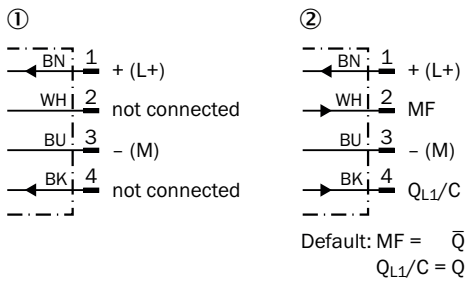 ① ②
BN 1 + (L+)
WH 2 not connected
BU 3 – (M)
BK 4 not connected
BN 1 + (L+)
WH 2 MF
BU 3 – (M)
BK 4 QL1/C
Default: MF = Q̅
QL1/C = Q